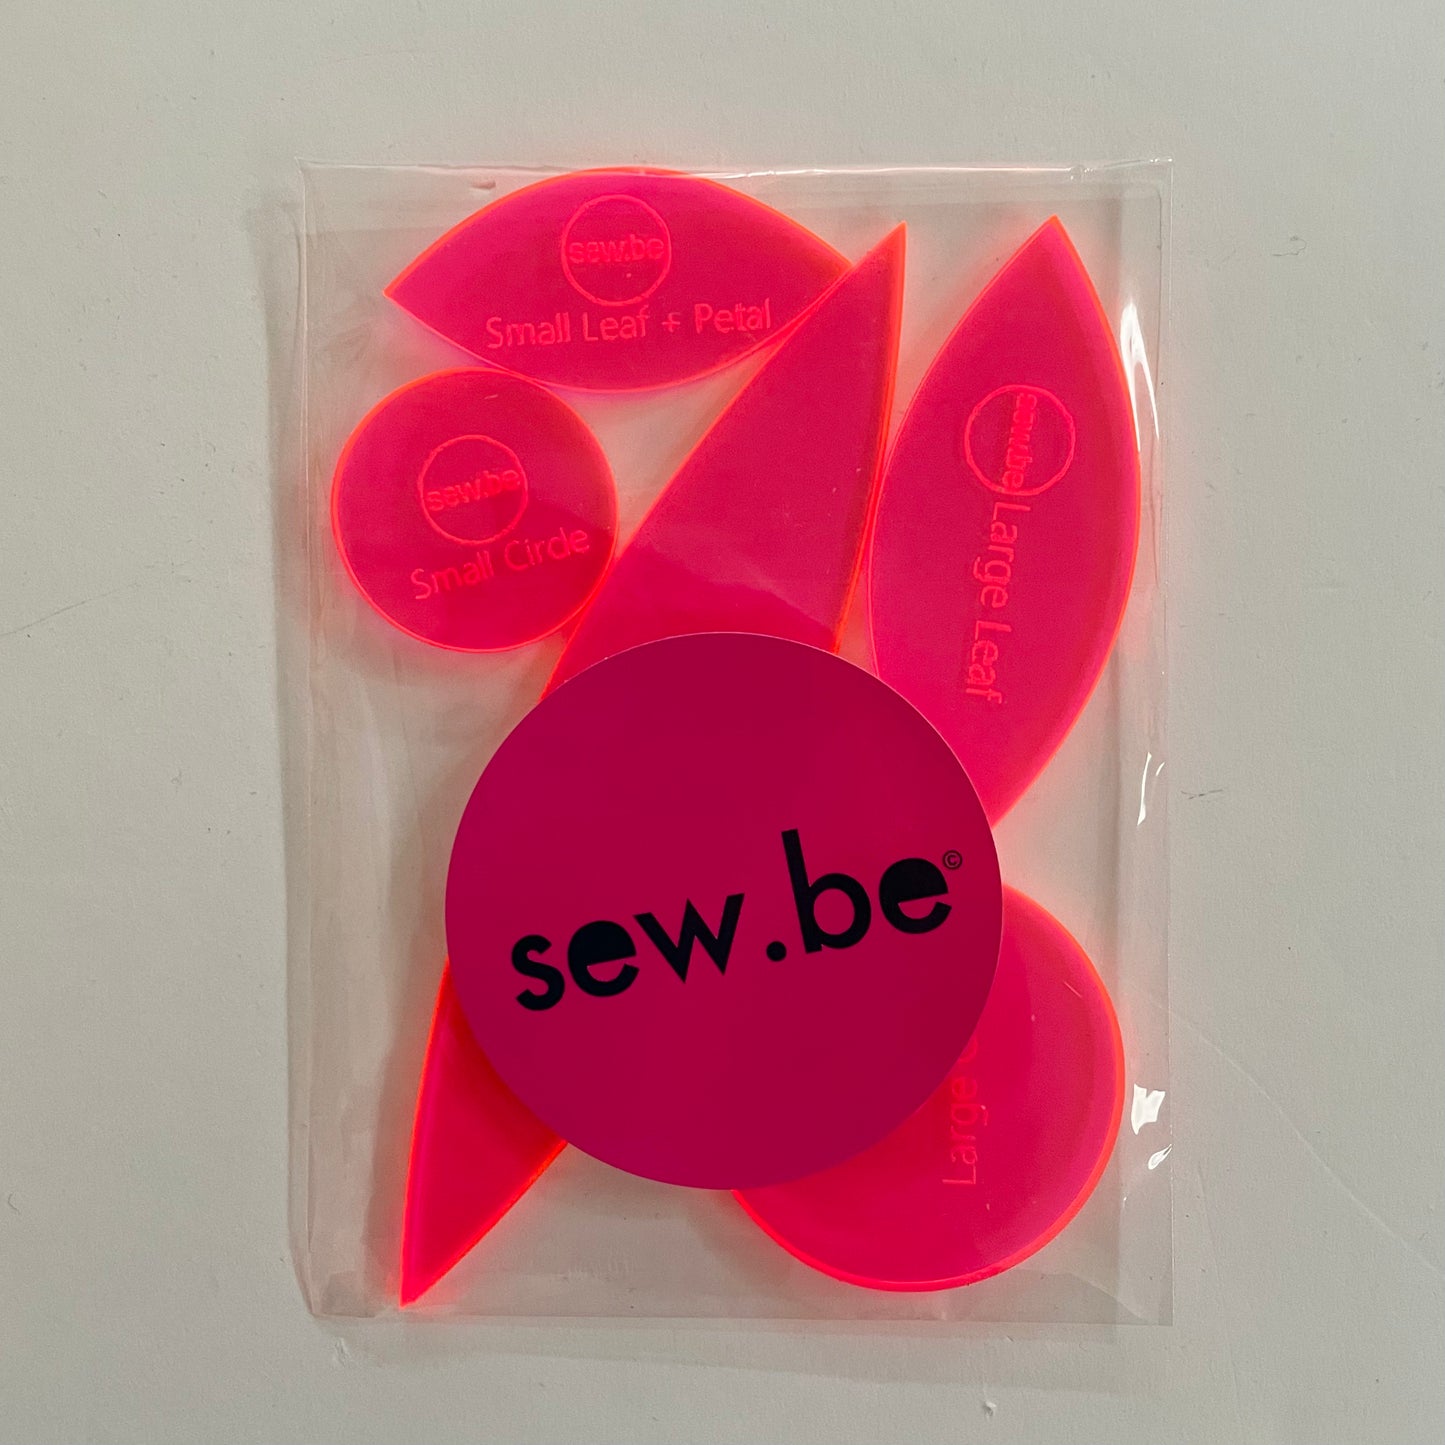 sew.be
Small Leaf + Petal
sew.be
Small Circle
sew.be
Large Leaf
sew.be©
Large